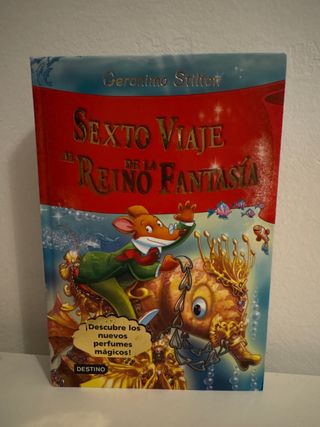 Geronimo Stilton
SEXTO VIAJE
AL REINO DE LA FANTASÍA
¡Descubre los
nuevos
perfumes
mágicos!
DESTINO